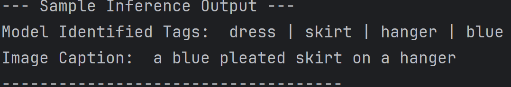 --- Sample Inference Output ---
Model Identified Tags:  dress | skirt | hanger | blue
Image Caption:  a blue pleated skirt on a hanger
-----------------------------------